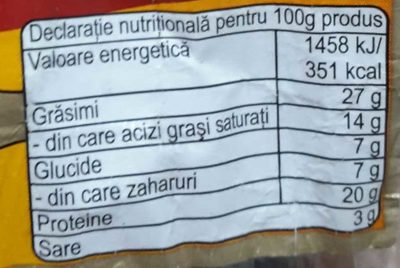 Declarație nutrițională pentru 100g produs
Valoare energetică 1458 kJ/
351 kcal
Grăsimi 27 g
- din care acizi grași saturați 14 g
Glucide 7 g
- din care zaharuri 7 g
Proteine 20 g
Sare 3 g